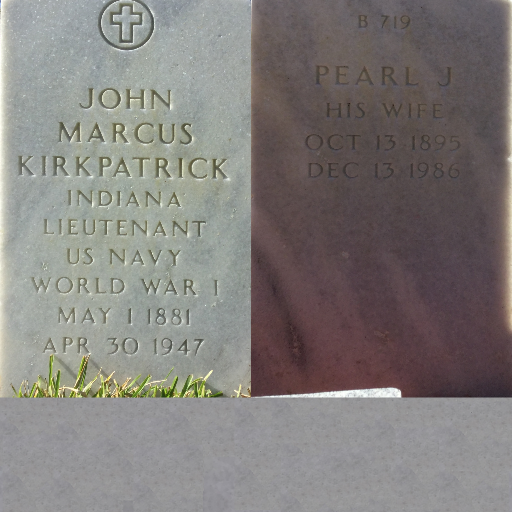 JOHN
MARCUS
KIRKPATRICK
INDIANA
LIEUTENANT
US NAVY
WORLD WAR I
MAY 1 1881
APR 30 1947
B 719
PEARL J
HIS WIFE
OCT 13 1895
DEC 13 1986